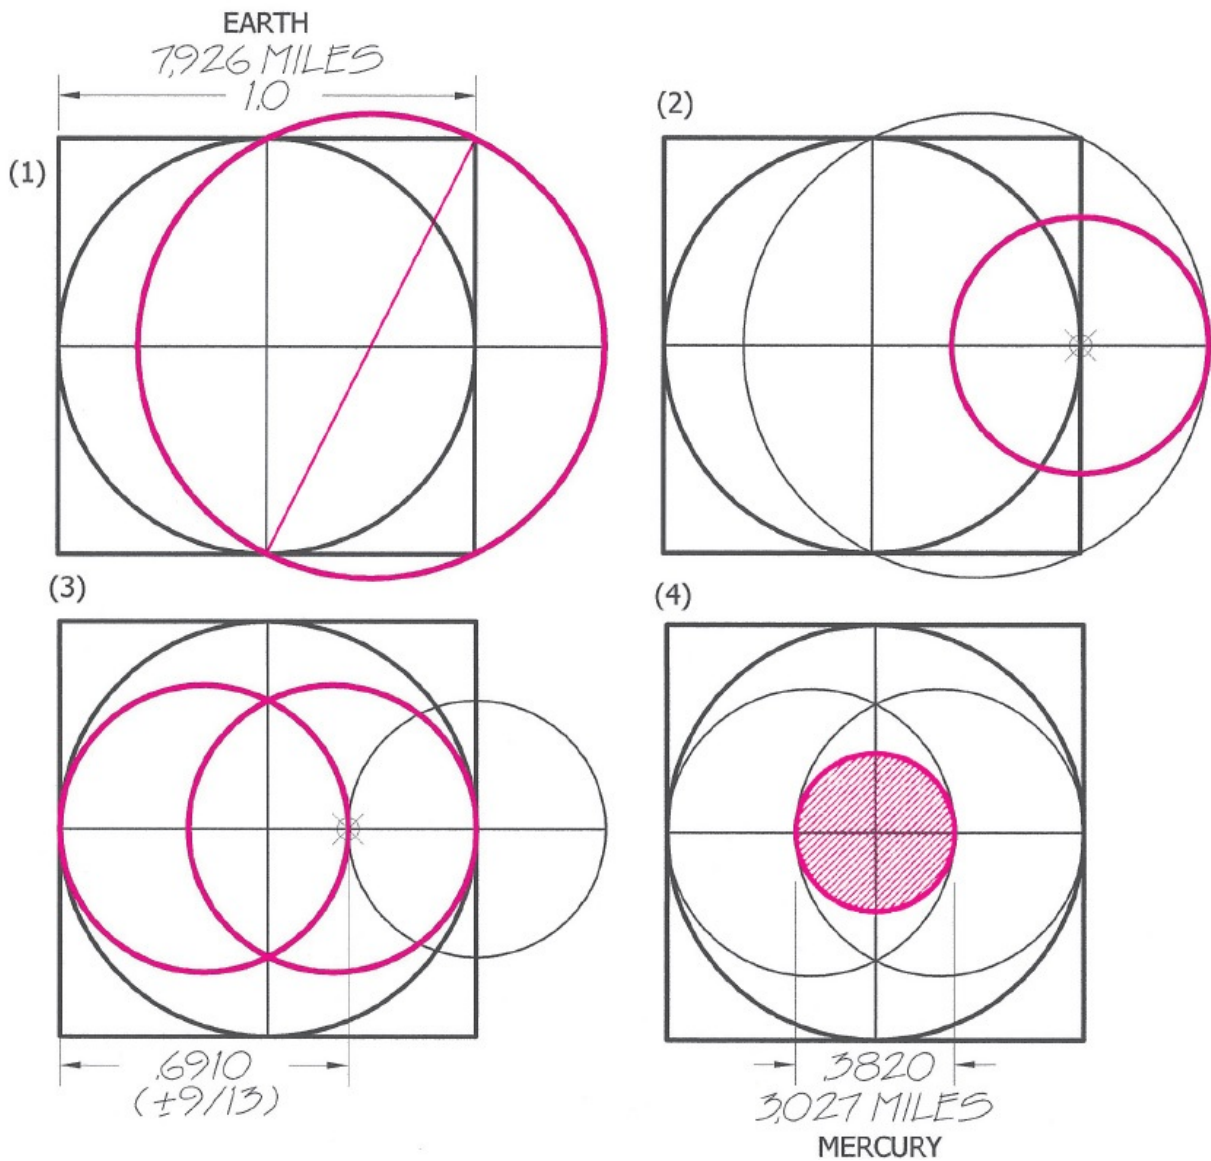 EARTH
7,926 MILES
1.0
(1)
(2)
(3)
(4)
.6910
(±9/13)
.3820
3,027 MILES
MERCURY